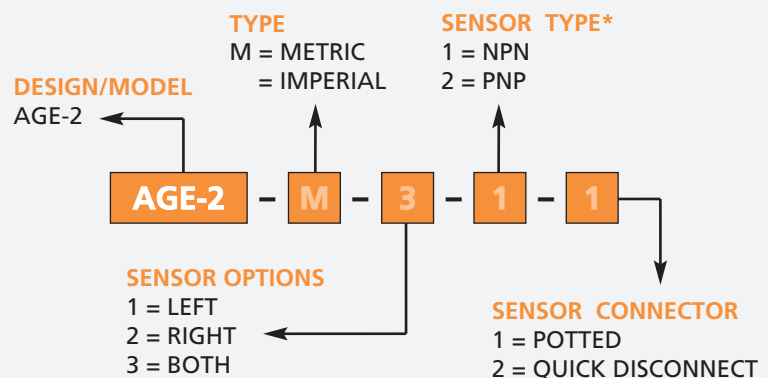 TYPE
M = METRIC
= IMPERIAL
SENSOR TYPE*
1 = NPN
2 = PNP
DESIGN/MODEL
AGE-2
AGE-2 - M - 3 - 1 - 1
SENSOR OPTIONS
1 = LEFT
2 = RIGHT
3 = BOTH
SENSOR CONNECTOR
1 = POTTED
2 = QUICK DISCONNECT